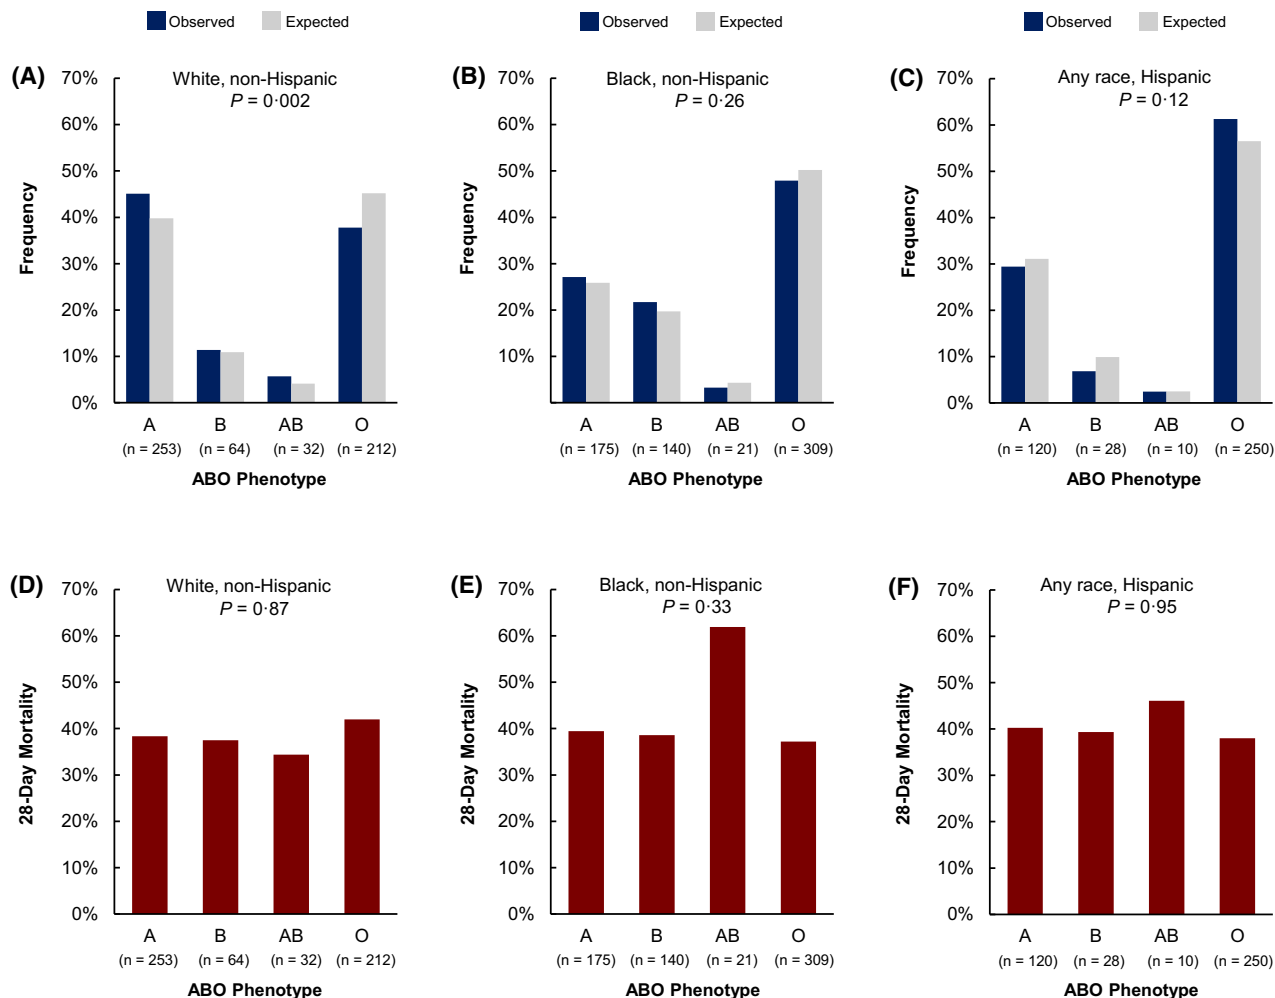 Observed Expected
Observed Expected
Observed Expected
(A)
White, non-Hispanic
P = 0·002
70%
60%
50%
40%
30%
20%
10%
0%
Frequency
A B AB O
(n = 253) (n = 64) (n = 32) (n = 212)
ABO Phenotype
(B)
Black, non-Hispanic
P = 0·26
70%
60%
50%
40%
30%
20%
10%
0%
Frequency
A B AB O
(n = 175) (n = 140) (n = 21) (n = 309)
ABO Phenotype
(C)
Any race, Hispanic
P = 0·12
70%
60%
50%
40%
30%
20%
10%
0%
Frequency
A B AB O
(n = 120) (n = 28) (n = 10) (n = 250)
ABO Phenotype
(D)
White, non-Hispanic
P = 0·87
70%
60%
50%
40%
30%
20%
10%
0%
28-Day Mortality
A B AB O
(n = 253) (n = 64) (n = 32) (n = 212)
ABO Phenotype
(E)
Black, non-Hispanic
P = 0·33
70%
60%
50%
40%
30%
20%
10%
0%
28-Day Mortality
A B AB O
(n = 175) (n = 140) (n = 21) (n = 309)
ABO Phenotype
(F)
Any race, Hispanic
P = 0·95
70%
60%
50%
40%
30%
20%
10%
0%
28-Day Mortality
A B AB O
(n = 120) (n = 28) (n = 10) (n = 250)
ABO Phenotype